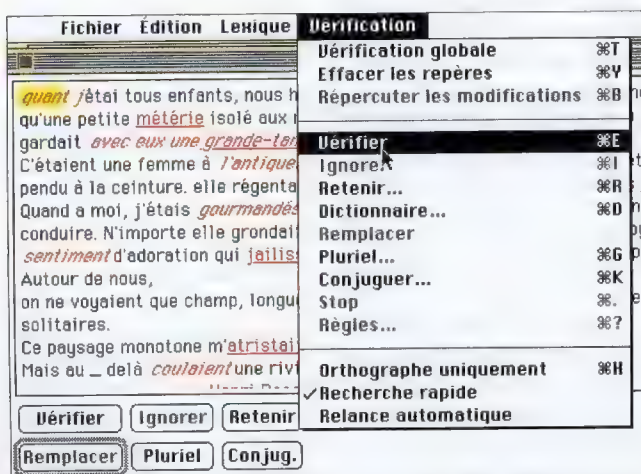 Fichier Édition Lexique Vérification
Vérification globale ⌘T
Effacer les repères ⌘Y
Répercuter les modifications ⌘B
Vérifier ⌘E
Ignorer ⌘I
Retenir... ⌘R
Dictionnaire... ⌘D
Remplacer
Pluriel... ⌘G
Conjuguer... ⌘K
Stop ⌘.
Règles... ⌘?
Orthographe uniquement ⌘H
✓Recherche rapide
Relance automatique
quant j'étai tous enfants, nous h
qu'une petite métérie isolé aux
gardait avec eux une grande-tan
C'étaient une femme à l'antique
pendu à la ceinture. elle régenta
Quand a moi, j'étais gourmandés
conduire. N'importe elle grondai
sentiment d'adoration qui jailiss
Autour de nous,
on ne voyaient que champ, longu
solitaires.
Ce paysage monotone m'atristai
Mais au _ delà coulaient une rivi
Vérifier Ignorer Retenir
Remplacer Pluriel Conjug.